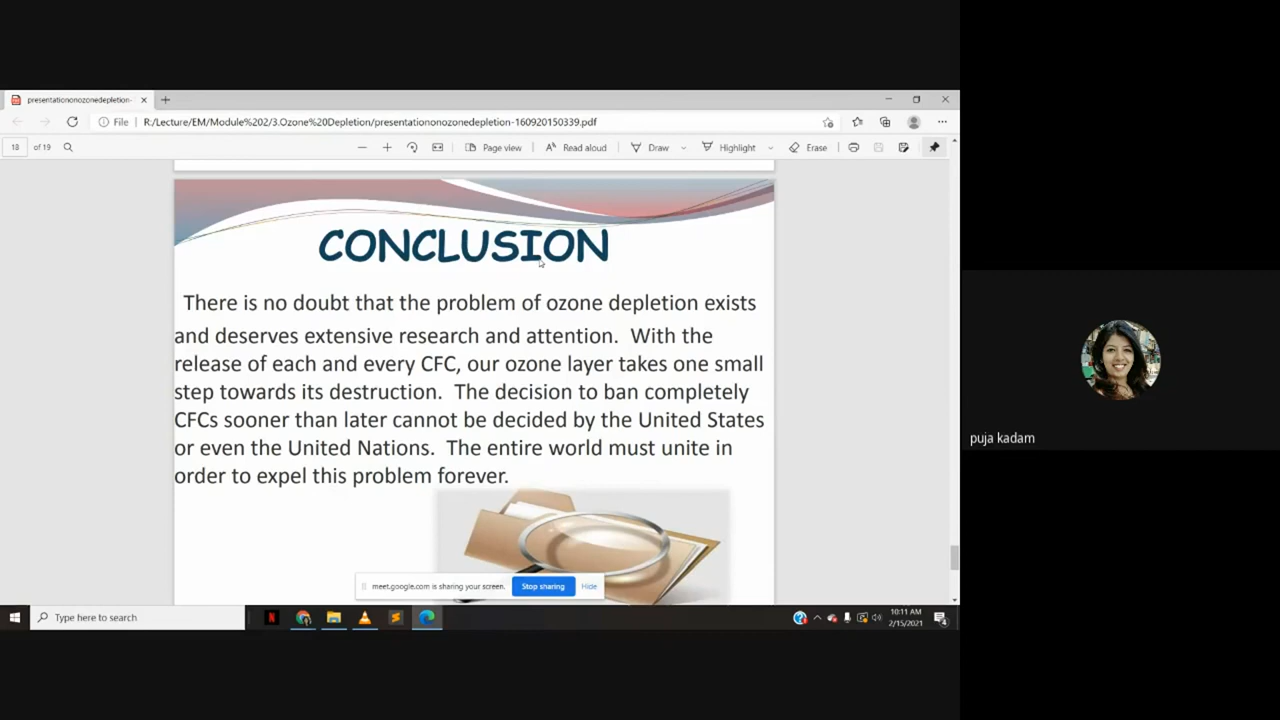 presentationonozonedepletion-
File
R:/Lecture/EM/Module%202/3.Ozone%20Depletion/presentationonozonedepletion-160920150339.pdf
18 of 19
Page view
Read aloud
Draw
Highlight
Erase
CONCLUSION
There is no doubt that the problem of ozone depletion exists
and deserves extensive research and attention. With the
release of each and every CFC, our ozone layer takes one small
step towards its destruction. The decision to ban completely
CFCs sooner than later cannot be decided by the United States
or even the United Nations. The entire world must unite in
order to expel this problem forever.
meet.google.com is sharing your screen.
Stop sharing
Hide
Type here to search
10:11 AM
2/15/2021
puja kadam